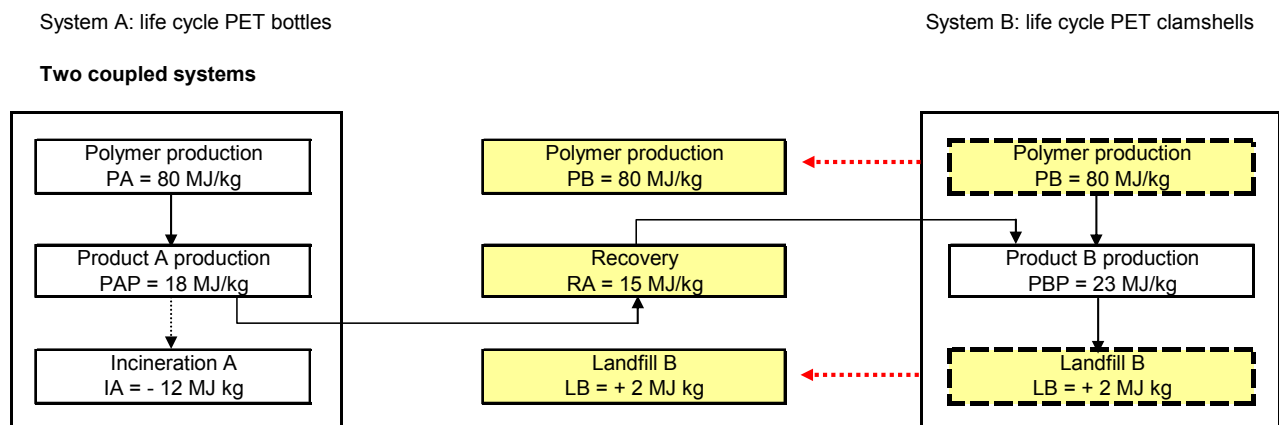 System A: life cycle PET bottles
System B: life cycle PET clamshells
Two coupled systems
Polymer production
PA = 80 MJ/kg
Polymer production
PB = 80 MJ/kg
Polymer production
PB = 80 MJ/kg
Product A production
PAP = 18 MJ/kg
Recovery
RA = 15 MJ/kg
Product B production
PBP = 23 MJ/kg
Incineration A
IA = - 12 MJ kg
Landfill B
LB = + 2 MJ kg
Landfill B
LB = + 2 MJ kg